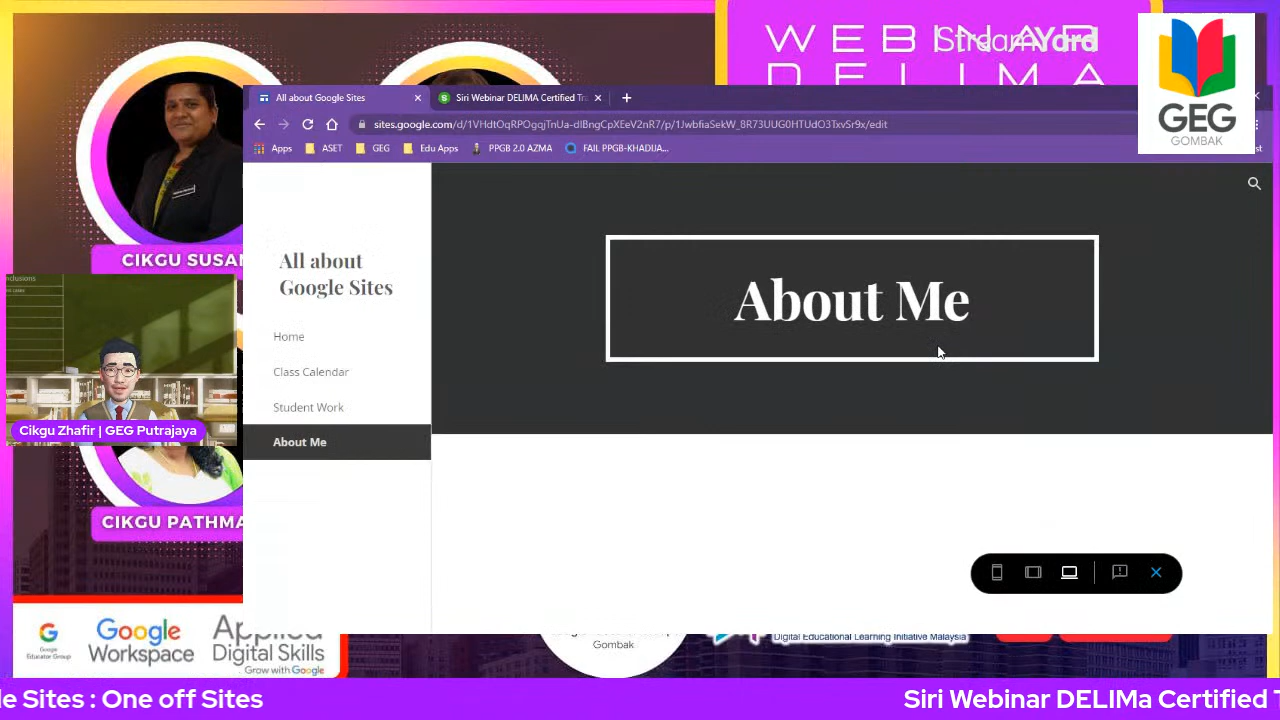 WEBINAR
StreamYard
DELIMA
GEG
GOMBAK
All about Google Sites
Siri Webinar DELIMA Certified Tr
sites.google.com/d/1VHdtOqRPOgqjTnUa-dlBngCpXEeV2nR7/p/1JwbfiaSekW_8R73UUG0HTUdO3TxvSr9x/edit
Apps
ASET
GEG
Edu Apps
PPGB 2.0 AZMA
FAIL PPGB-KHADIJA...
All about
Google Sites
Home
Class Calendar
Student Work
About Me
About Me
CIKGU SUSAN
Cikgu Zhafir | GEG Putrajaya
CIKGU PATHMA
Google
Educator Group
Google
Workspace
Applied
Digital Skills
Grow with Google
Gombak
Digital Educational Learning Initiative Malaysia
le Sites : One off Sites
Siri Webinar DELIMa Certified T